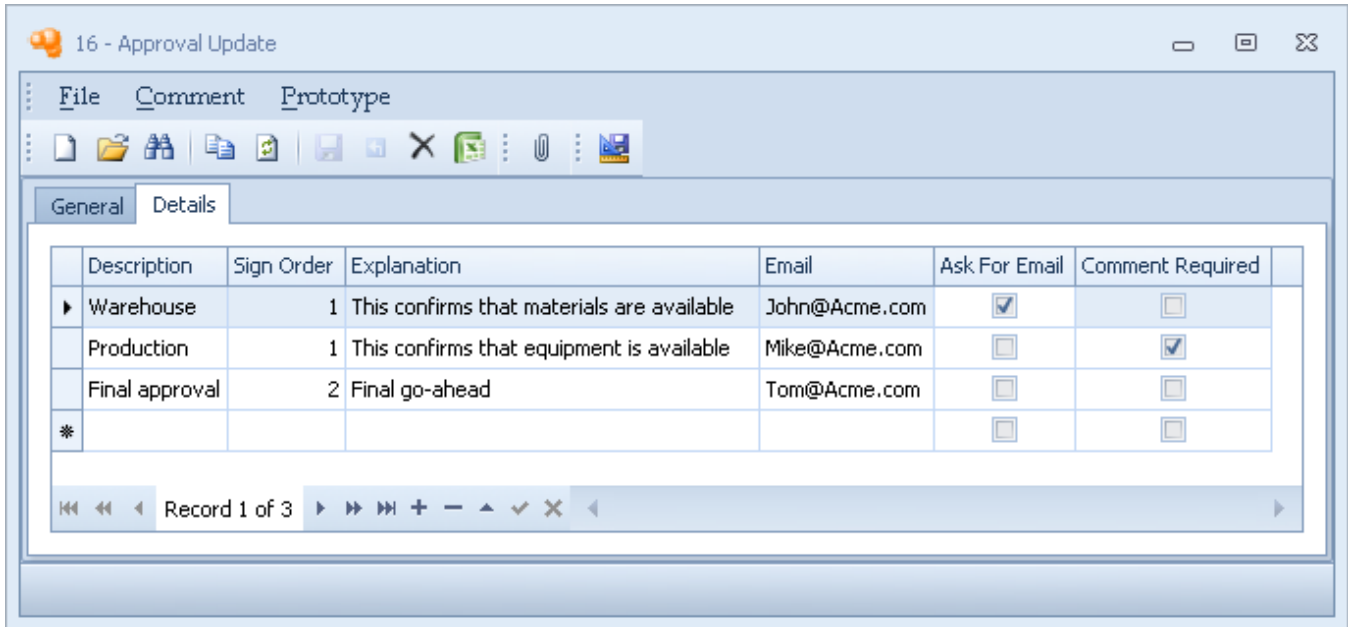 16 - Approval Update
File Comment Prototype
General Details
Description Sign Order Explanation Email Ask For Email Comment Required
Warehouse 1 This confirms that materials are available John@Acme.com
Production 1 This confirms that equipment is available Mike@Acme.com
Final approval 2 Final go-ahead Tom@Acme.com
Record 1 of 3